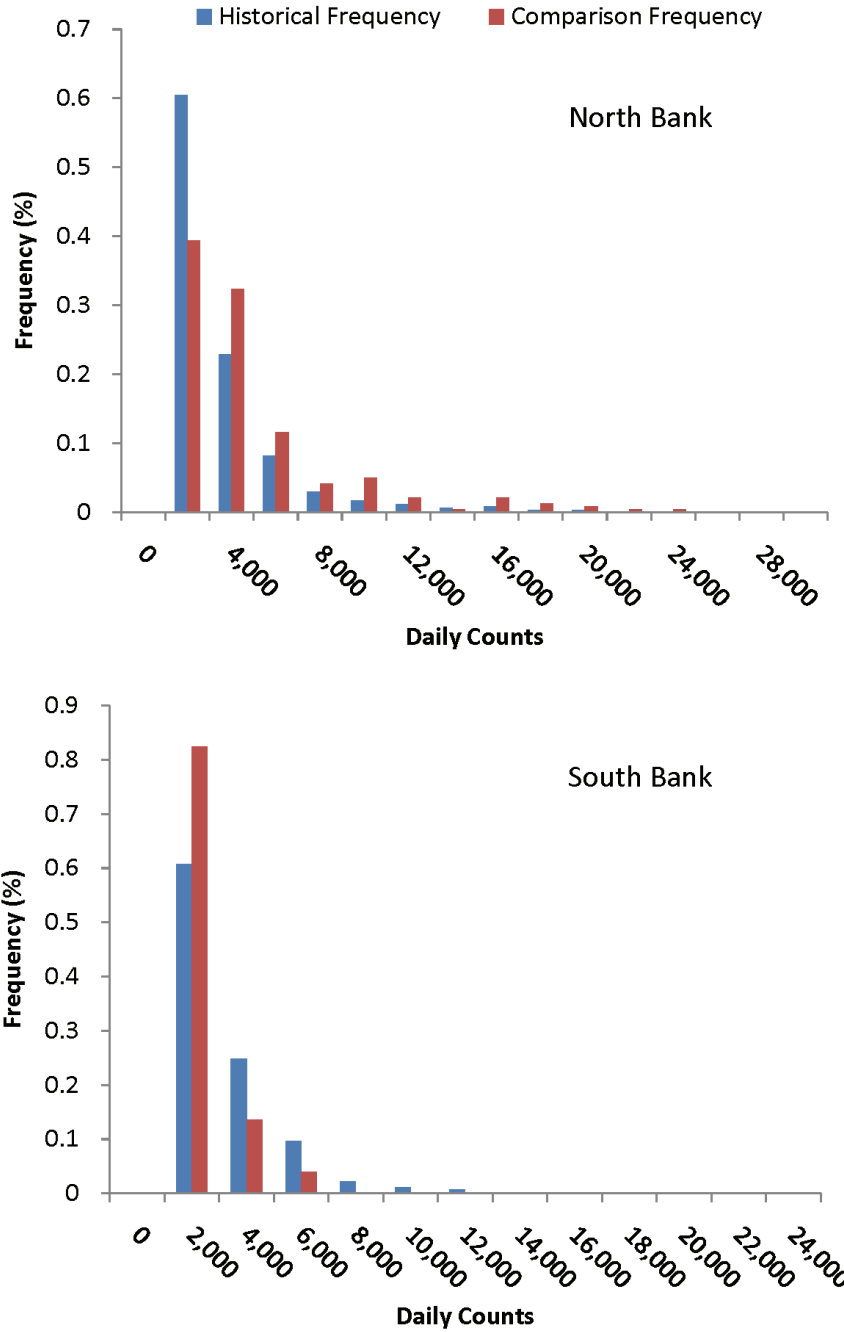 Historical Frequency Comparison Frequency
0.7
0.6
0.5
0.4
0.3
0.2
0.1
0
Frequency (%)
North Bank
0 4,000 8,000 12,000 16,000 20,000 24,000 28,000
Daily Counts
0.9
0.8
0.7
0.6
0.5
0.4
0.3
0.2
0.1
0
Frequency (%)
South Bank
0 2,000 4,000 6,000 8,000 10,000 12,000 14,000 16,000 18,000 20,000 22,000 24,000
Daily Counts